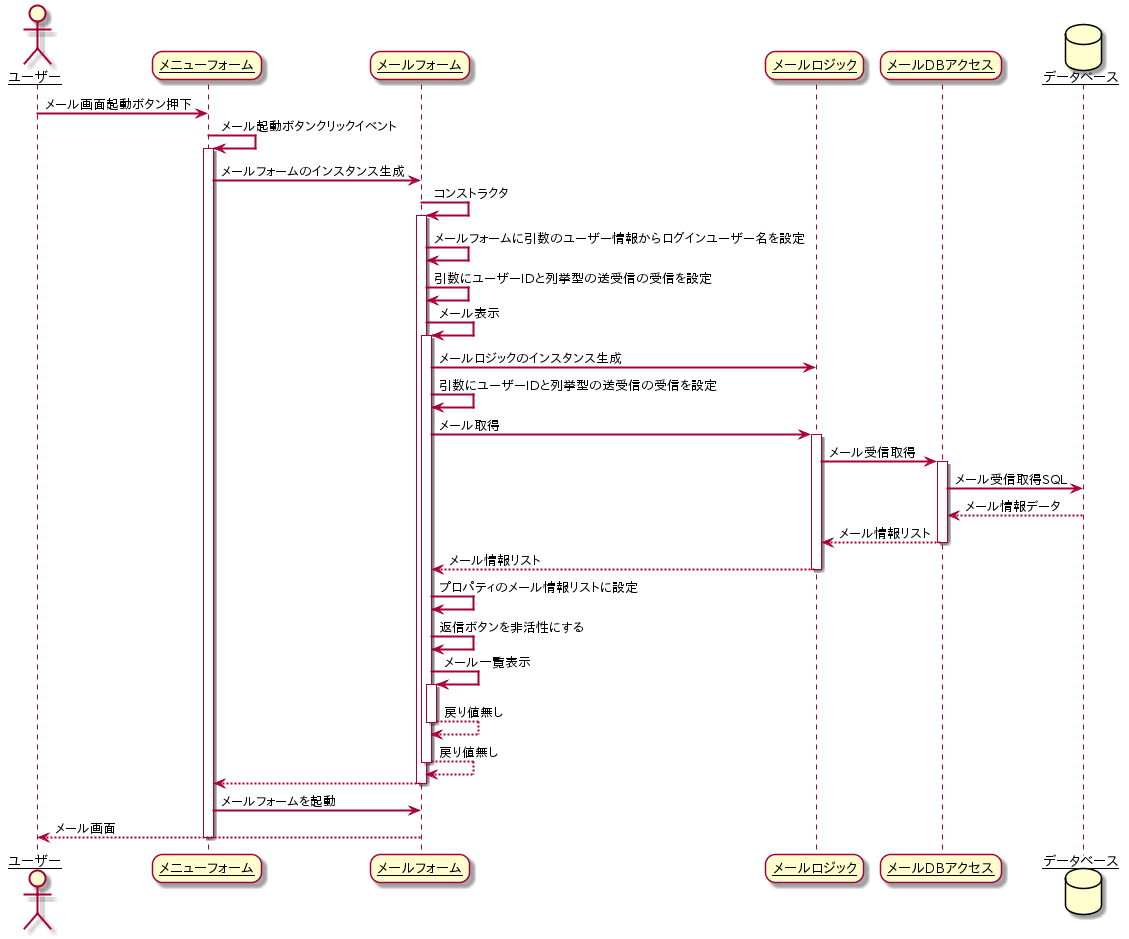 ユーザー
メニューフォーム
メールフォーム
メールロジック
メールDBアクセス
データベース
メール画面起動ボタン押下
メール起動ボタンクリックイベント
メールフォームのインスタンス生成
コンストラクタ
メールフォームに引数のユーザー情報からログインユーザー名を設定
引数にユーザーIDと列挙型の送受信の受信を設定
メール表示
メールロジックのインスタンス生成
引数にユーザーIDと列挙型の送受信の受信を設定
メール取得
メール受信取得
メール受信取得SQL
メール情報データ
メール情報リスト
メール情報リスト
プロパティのメール情報リストに設定
返信ボタンを非活性にする
メール一覧表示
戻り値無し
戻り値無し
メールフォームを起動
メール画面
ユーザー
メニューフォーム
メールフォーム
メールロジック
メールDBアクセス
データベース